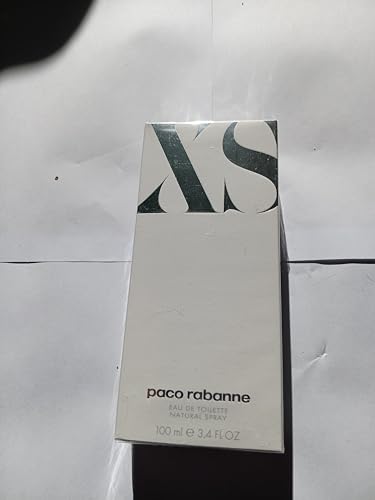 XS
paco rabanne
EAU DE TOILETTE
NATURAL SPRAY
100 ml ℮ 3,4 FL.OZ